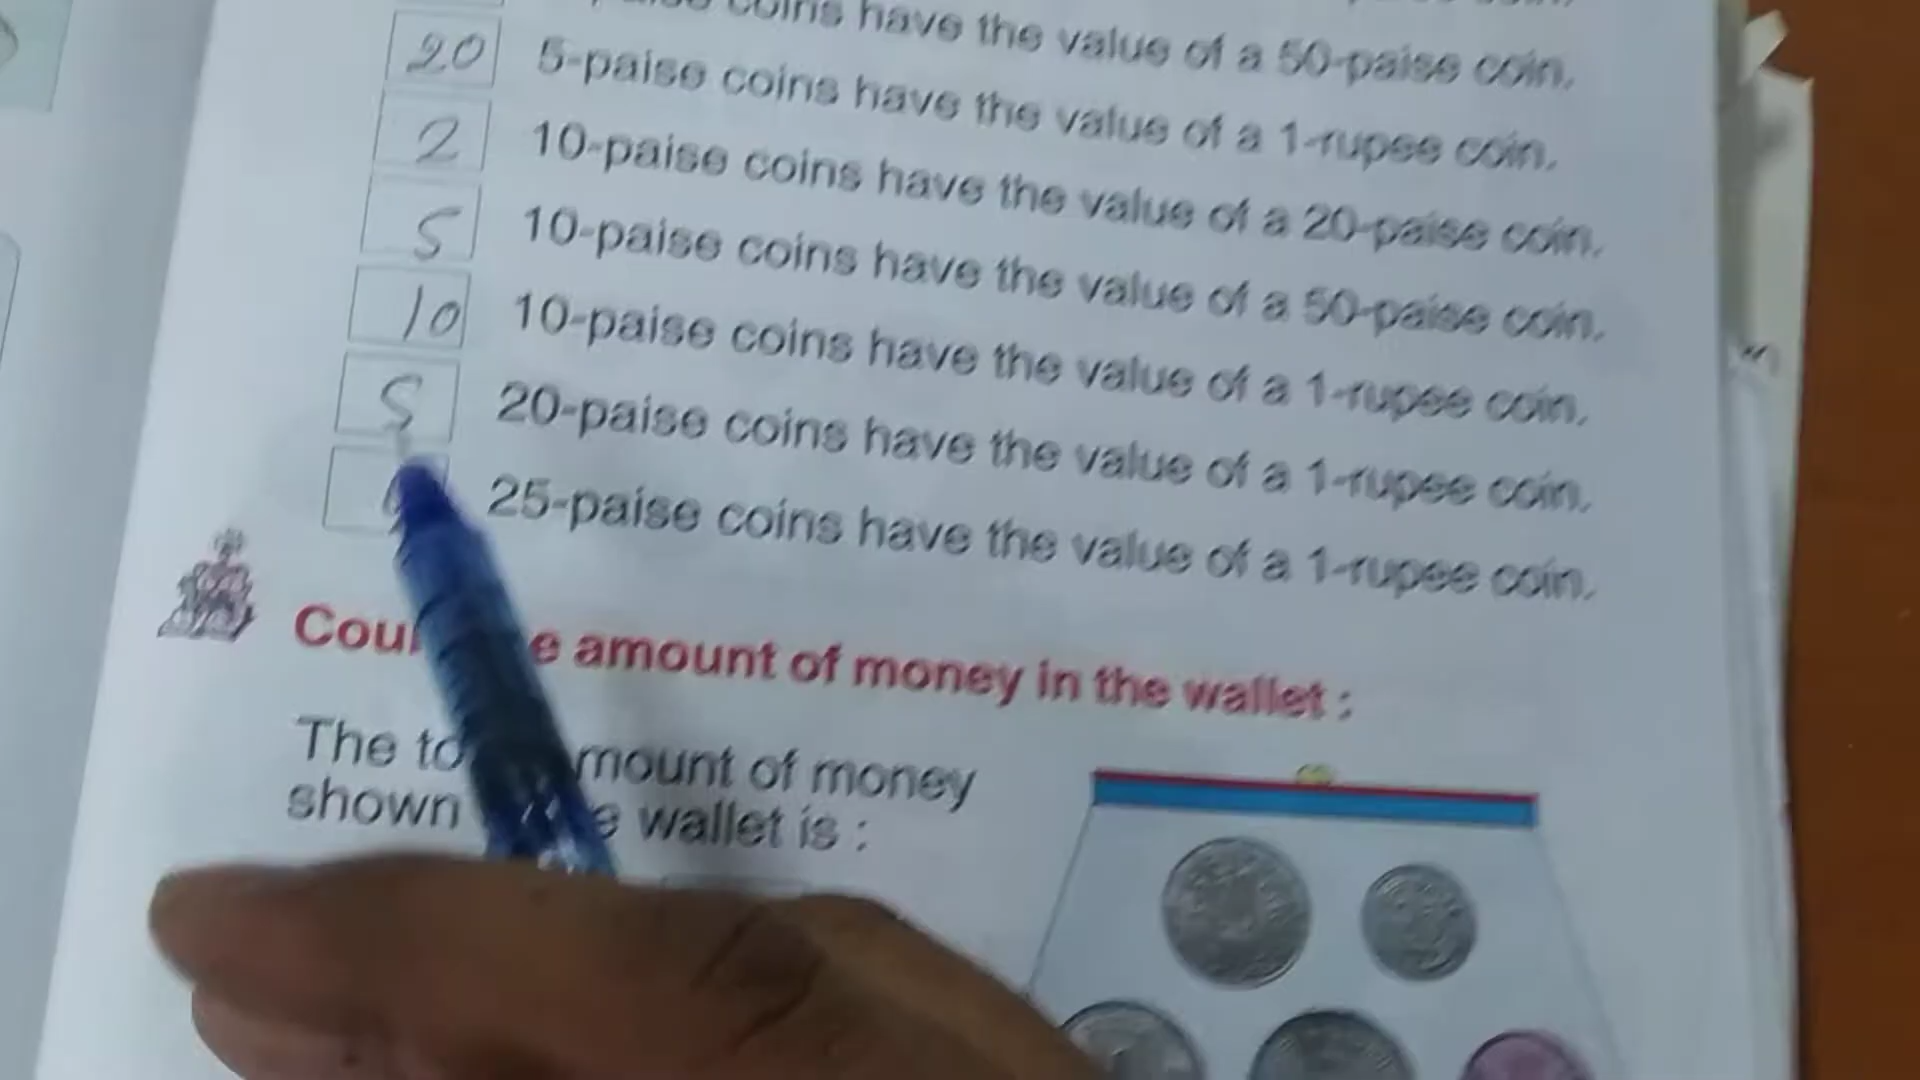 coins have the value of a 50-paise coin.
20 5-paise coins have the value of a 1-rupee coin.
2 10-paise coins have the value of a 20-paise coin.
5 10-paise coins have the value of a 50-paise coin.
10 10-paise coins have the value of a 1-rupee coin.
5 20-paise coins have the value of a 1-rupee coin.
25-paise coins have the value of a 1-rupee coin.
amount of money in the wallet :
The of money
shown wallet is :